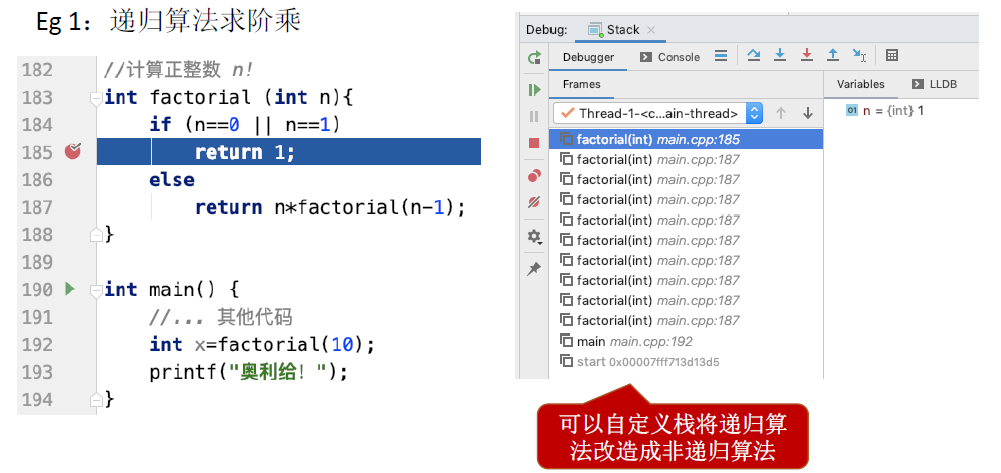 Eg 1：递归算法求阶乘
182 //计算正整数 n!
183 int factorial (int n){
184 if (n==0 || n==1)
185 return 1;
186 else
187 return n*factorial(n-1);
188 }
189
190 int main() {
191 //... 其他代码
192 int x=factorial(10);
193 printf("奥利给！");
194 }
Debug: Stack
Debugger Console
Frames
Variables LLDB
Thread-1-<c...ain-thread>
01 n = {int} 1
factorial(int) main.cpp:185
factorial(int) main.cpp:187
factorial(int) main.cpp:187
factorial(int) main.cpp:187
factorial(int) main.cpp:187
factorial(int) main.cpp:187
factorial(int) main.cpp:187
factorial(int) main.cpp:187
factorial(int) main.cpp:187
factorial(int) main.cpp:187
main main.cpp:192
start 0x00007fff713d13d5
可以自定义栈将递归算
法改造成非递归算法